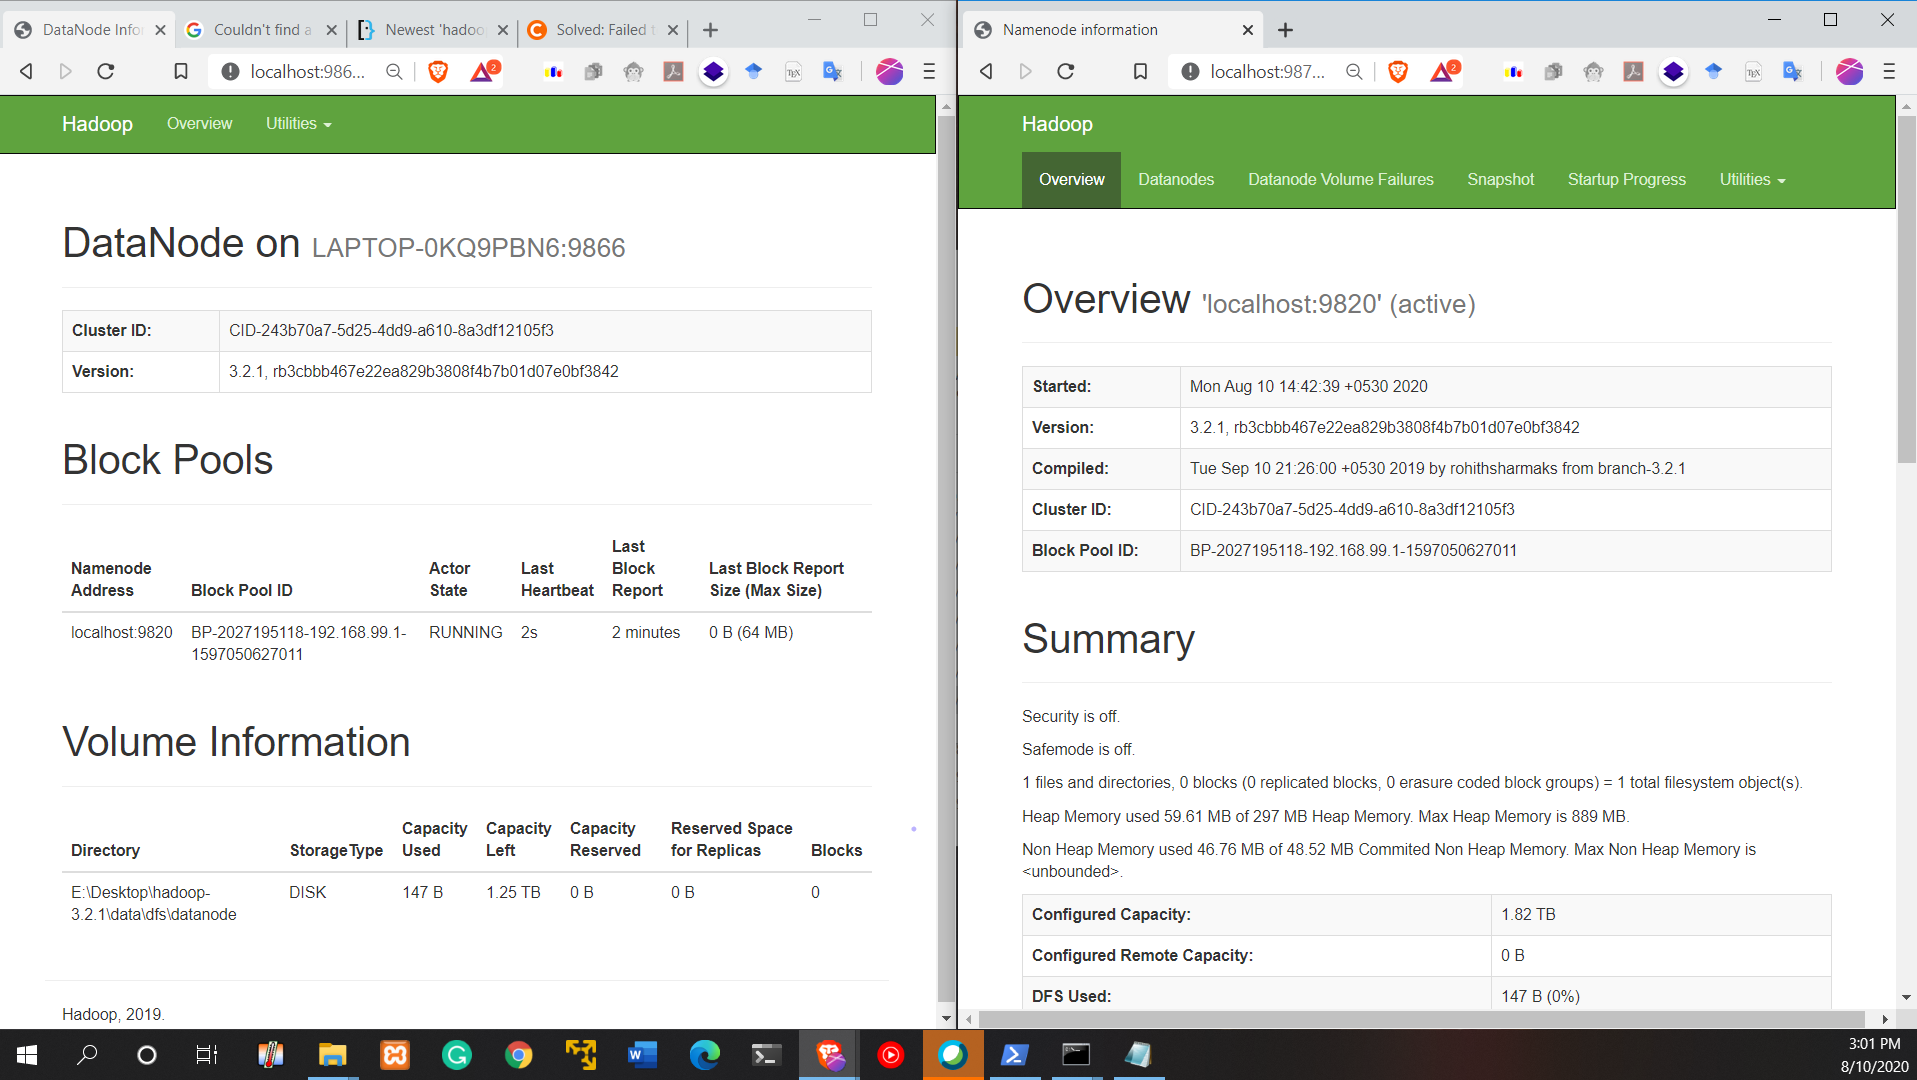 DataNode Info
Couldn't find a
Newest 'hadoo
Solved: Failed t
localhost:986...
2
Hadoop
Overview
Utilities
DataNode on LAPTOP-0KQ9PBN6:9866
Cluster ID: CID-243b70a7-5d25-4dd9-a610-8a3df12105f3
Version: 3.2.1, rb3cbbb467e22ea829b3808f4b7b01d07e0bf3842
Block Pools
Namenode Address
Block Pool ID
Actor State
Last Heartbeat
Last Block Report
Last Block Report Size (Max Size)
localhost:9820
BP-2027195118-192.168.99.1-
1597050627011
RUNNING
2s
2 minutes
0 B (64 MB)
Volume Information
Directory
StorageType
Capacity Used
Capacity Left
Capacity Reserved
Reserved Space for Replicas
Blocks
E:\Desktop\hadoop-
3.2.1\data\dfs\datanode
DISK
147 B
1.25 TB
0 B
0 B
0
Hadoop, 2019.
Namenode information
localhost:987...
2
Hadoop
Overview
Datanodes
Datanode Volume Failures
Snapshot
Startup Progress
Utilities
Overview 'localhost:9820' (active)
Started: Mon Aug 10 14:42:39 +0530 2020
Version: 3.2.1, rb3cbbb467e22ea829b3808f4b7b01d07e0bf3842
Compiled: Tue Sep 10 21:26:00 +0530 2019 by rohithsharmaks from branch-3.2.1
Cluster ID: CID-243b70a7-5d25-4dd9-a610-8a3df12105f3
Block Pool ID: BP-2027195118-192.168.99.1-1597050627011
Summary
Security is off.
Safemode is off.
1 files and directories, 0 blocks (0 replicated blocks, 0 erasure coded block groups) = 1 total filesystem object(s).
Heap Memory used 59.61 MB of 297 MB Heap Memory. Max Heap Memory is 889 MB.
Non Heap Memory used 46.76 MB of 48.52 MB Commited Non Heap Memory. Max Non Heap Memory is
<unbounded>.
Configured Capacity: 1.82 TB
Configured Remote Capacity: 0 B
DFS Used: 147 B (0%)
3:01 PM
8/10/2020